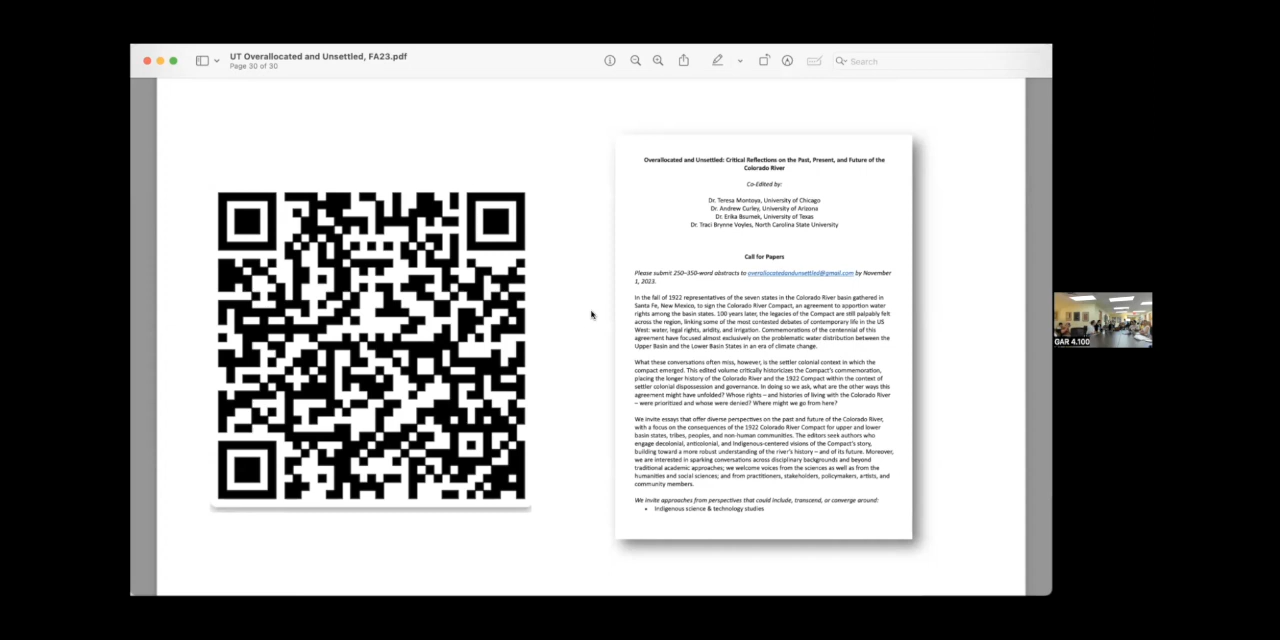 UT Overallocated and Unsettled, FA23.pdf
Page 30 of 30
Search
Overallocated and Unsettled: Critical Reflections on the Past, Present, and Future of the
Colorado River
Co-Edited by:
Dr. Teresa Montoya, University of Chicago
Dr. Andrew Curley, University of Arizona
Dr. Erika Bsumek, University of Texas
Dr. Traci Brynne Voyles, North Carolina State University
Call for Papers
Please submit 250-350-word abstracts to overallocatedandunsettled@gmail.com by November
1, 2023.
In the fall of 1922 representatives of the seven states in the Colorado River basin gathered in
Santa Fe, New Mexico, to sign the Colorado River Compact, an agreement to apportion water
rights among the basin states. 100 years later, the legacies of the Compact are still palpably felt
across the region, linking some of the most contested debates of contemporary life in the US
West: water, legal rights, aridity, and irrigation. Commemorations of the centennial of this
agreement have focused almost exclusively on the problematic water distribution between the
Upper Basin and the Lower Basin States in an era of climate change.
What these conversations often miss, however, is the settler colonial context in which the
compact emerged. This edited volume critically historicizes the Compact's commemoration,
placing the longer history of the Colorado River and the 1922 Compact within the context of
settler colonial dispossession and governance. In doing so we ask, what are the other ways this
agreement might have unfolded? Whose rights – and histories of living with the Colorado River
– were prioritized and whose were denied? Where might we go from here?
We invite essays that offer diverse perspectives on the past and future of the Colorado River,
with a focus on the consequences of the 1922 Colorado River Compact for upper and lower
basin states, tribes, peoples, and non-human communities. The editors seek authors who
engage decolonial, anticolonial, and Indigenous-centered visions of the Compact's story,
building toward a more robust understanding of the river's history – and of its future. Moreover,
we are interested in sparking conversations across disciplinary backgrounds and beyond
traditional academic approaches; we welcome voices from the sciences as well as from the
humanities and social sciences; and from practitioners, stakeholders, policymakers, artists, and
community members.
We invite approaches from perspectives that could include, transcend, or converge around:
• Indigenous science & technology studies
GAR 4.100